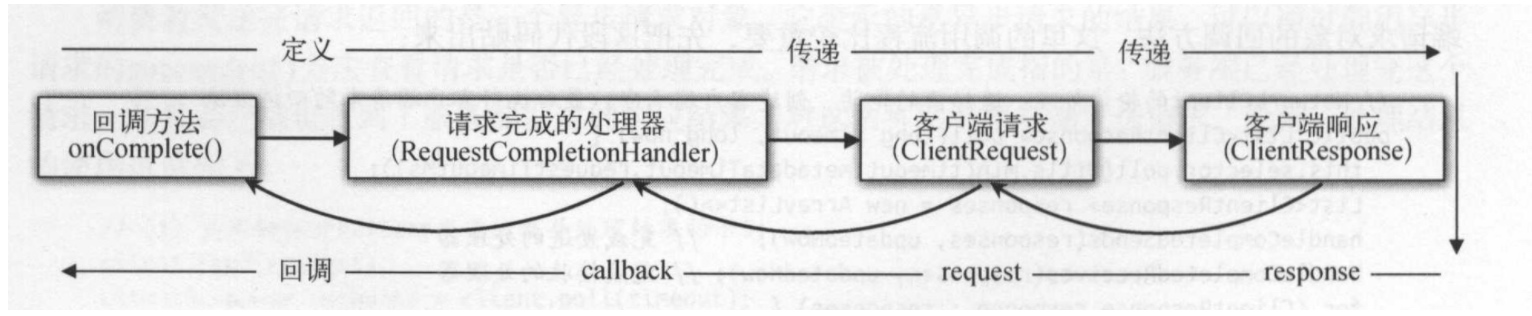 定义 传递 传递
回调方法
onComplete()
请求完成的处理器
(RequestCompletionHandler)
客户端请求
(ClientRequest)
客户端响应
(ClientResponse)
回调 callback request response